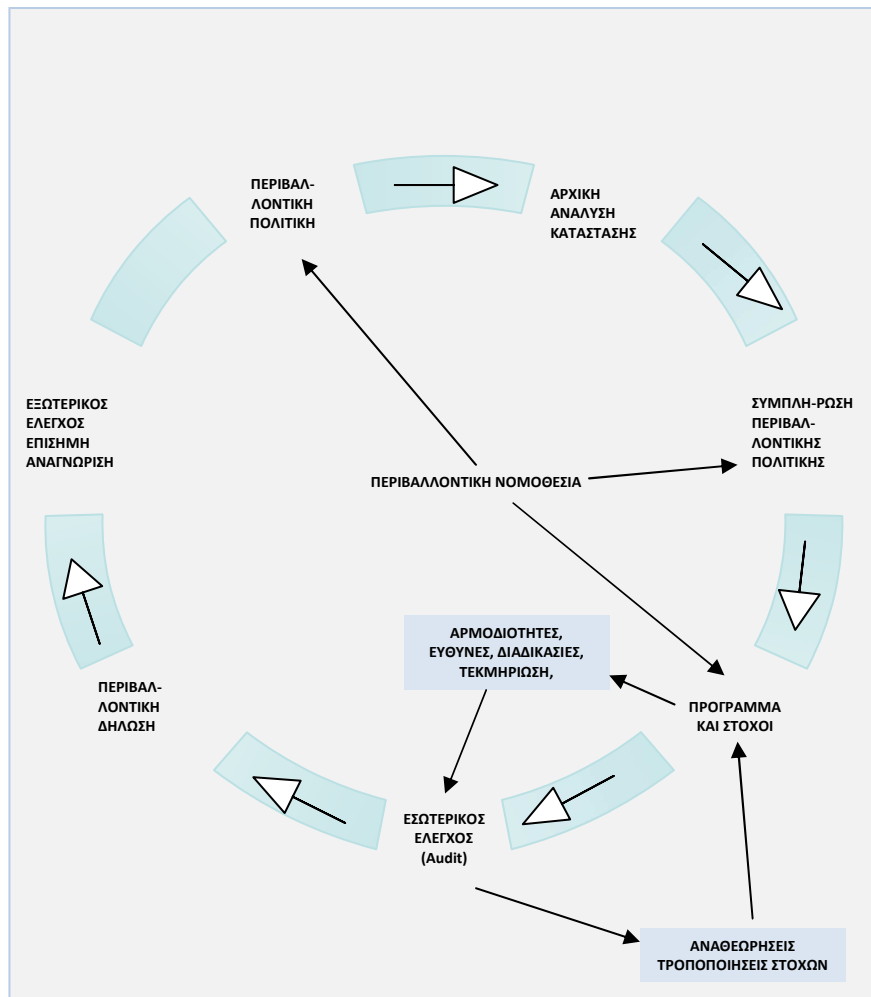 ΠΕΡΙΒΑΛ-
ΛΟΝΤΙΚΗ
ΠΟΛΙΤΙΚΗ
ΑΡΧΙΚΗ
ΑΝΑΛΥΣΗ
ΚΑΤΑΣΤΑΣΗΣ
ΕΞΩΤΕΡΙΚΟΣ
ΕΛΕΓΧΟΣ
ΕΠΙΣΗΜΗ
ΑΝΑΓΝΩΡΙΣΗ
ΣΥΜΠΛΗ-ΡΩΣΗ
ΠΕΡΙΒΑΛ-
ΛΟΝΤΙΚΗΣ
ΠΟΛΙΤΙΚΗΣ
ΠΕΡΙΒΑΛΛΟΝΤΙΚΗ ΝΟΜΟΘΕΣΙΑ
ΑΡΜΟΔΙΟΤΗΤΕΣ,
ΕΥΘΥΝΕΣ, ΔΙΑΔΙΚΑΣΙΕΣ,
ΤΕΚΜΗΡΙΩΣΗ,
ΠΕΡΙΒΑΛ-
ΛΟΝΤΙΚΗ
ΔΗΛΩΣΗ
ΠΡΟΓΡΑΜΜΑ
ΚΑΙ ΣΤΟΧΟΙ
ΕΣΩΤΕΡΙΚΟΣ
ΕΛΕΓΧΟΣ
(Audit)
ΑΝΑΘΕΩΡΗΣΕΙΣ
ΤΡΟΠΟΠΟΙΗΣΕΙΣ ΣΤΟΧΩΝ